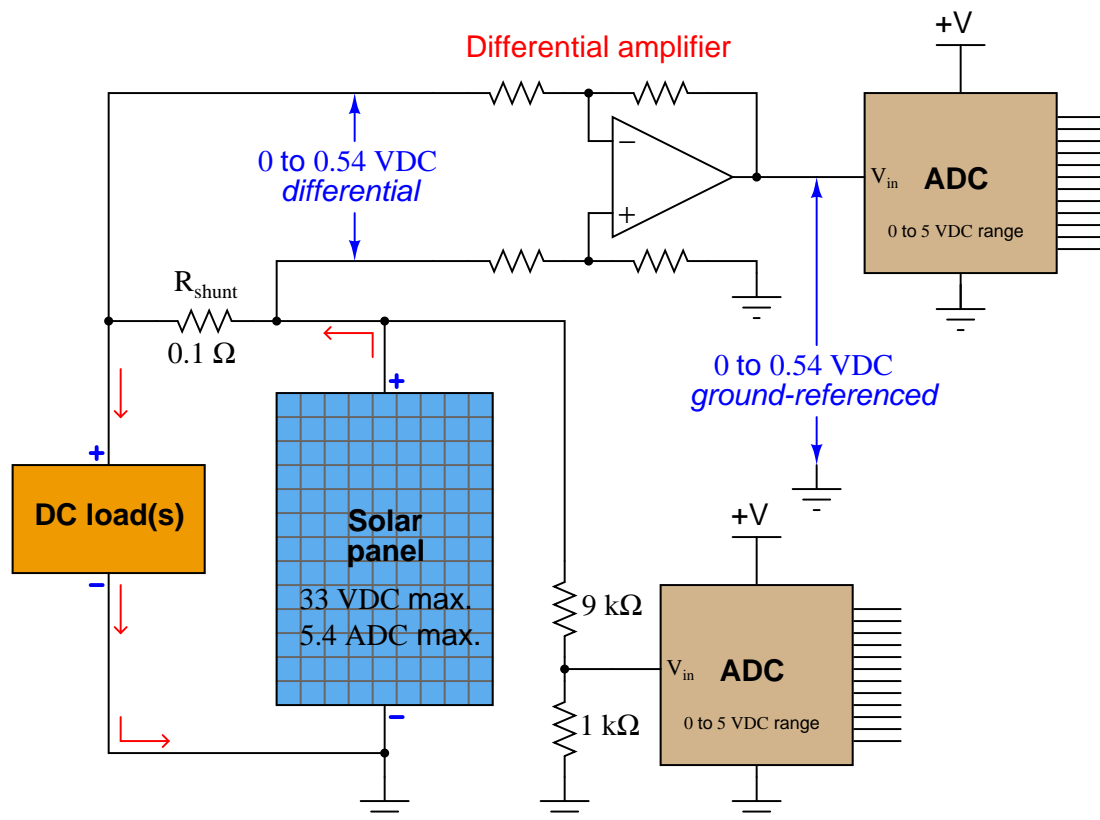 Differential amplifier
+V
0 to 0.54 VDC
differential
−
+
V_in
ADC
0 to 5 VDC range
R_shunt
0.1 Ω
0 to 0.54 VDC
ground-referenced
+
+
DC load(s)
−
Solar
panel
33 VDC max.
5.4 ADC max.
−
+V
9 kΩ
V_in
ADC
1 kΩ
0 to 5 VDC range